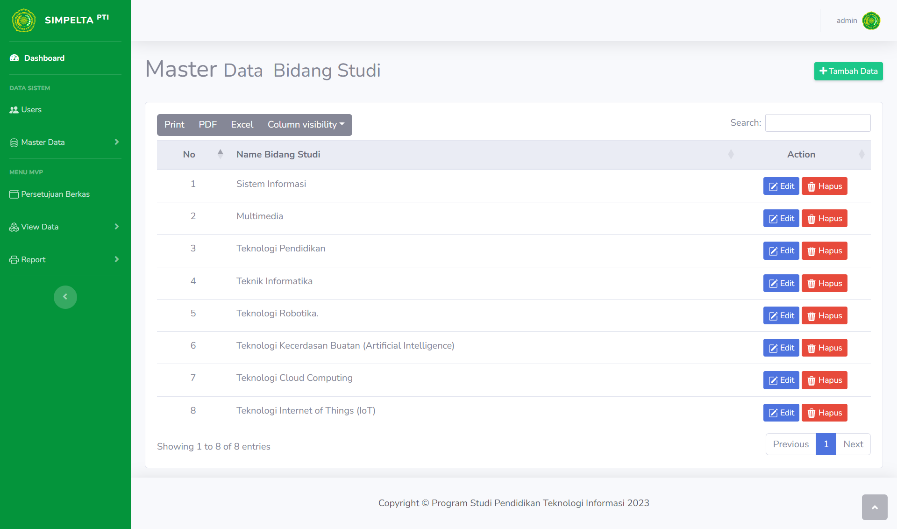 SIMPELTA PTI
admin
Dashboard
DATA SISTEM
Users
Master Data
MENU MVP
Persetujuan Berkas
View Data
Report
Master Data Bidang Studi
Tambah Data
Print PDF Excel Column visibility
Search:
No Name Bidang Studi Action
1 Sistem Informasi Edit Hapus
2 Multimedia Edit Hapus
3 Teknologi Pendidikan Edit Hapus
4 Teknik Informatika Edit Hapus
5 Teknologi Robotika. Edit Hapus
6 Teknologi Kecerdasan Buatan (Artificial Intelligence) Edit Hapus
7 Teknologi Cloud Computing Edit Hapus
8 Teknologi Internet of Things (IoT) Edit Hapus
Showing 1 to 8 of 8 entries
Previous 1 Next
Copyright © Program Studi Pendidikan Teknologi Informasi 2023